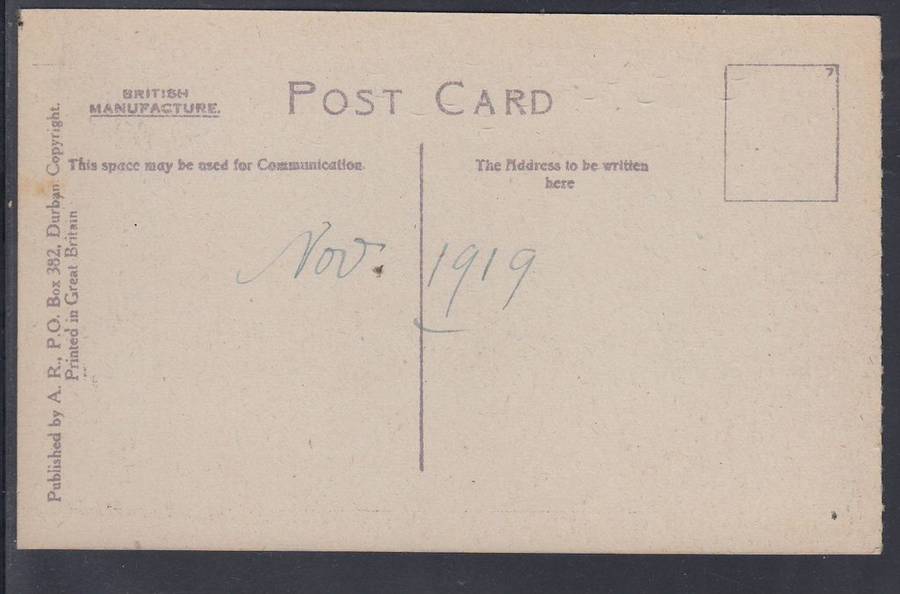 BRITISH
MANUFACTURE.
POST CARD
7
This space may be used for Communication.
The Address to be written
here
Nov. 1919
Published by A. R., P.O. Box 382, Durban Copyright.
Printed in Great Britain